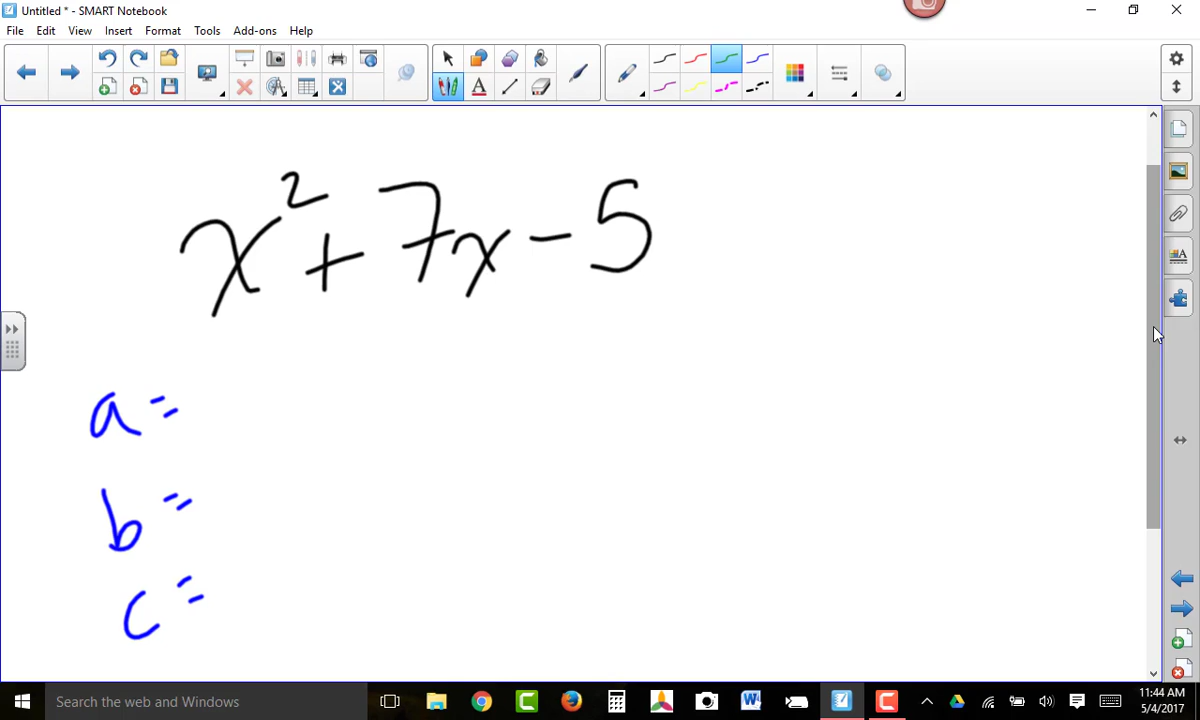 Untitled * - SMART Notebook
File Edit View Insert Format Tools Add-ons Help
x² + 7x - 5
a =
b =
c =
Search the web and Windows
11:44 AM
5/4/2017